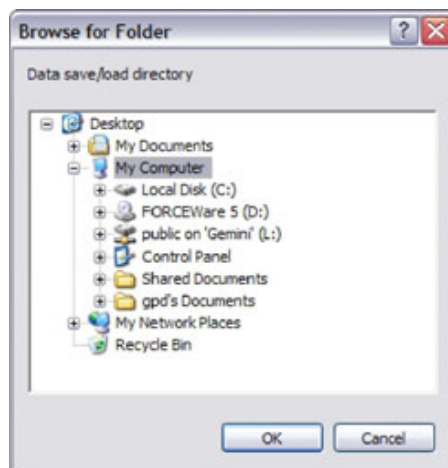 Browse for Folder
Data save/load directory
Desktop
My Documents
My Computer
Local Disk (C:)
FORCEWare 5 (D:)
public on 'Gemini' (L:)
Control Panel
Shared Documents
gpd's Documents
My Network Places
Recycle Bin
OK Cancel